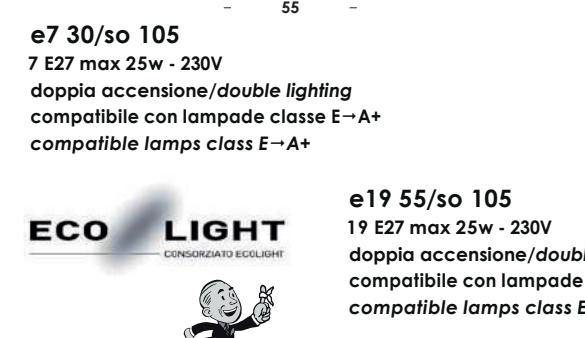 – 55 –
e7 30/so 105
7 E27 max 25w - 230V
doppia accensione/double lighting
compatibile con lampade classe E→A+
compatible lamps class E→A+
ECO LIGHT
CONSORZIATO ECOLIGHT
e19 55/so 105
19 E27 max 25w - 230V
doppia accensione/doubl
compatibile con lampade
compatible lamps class E